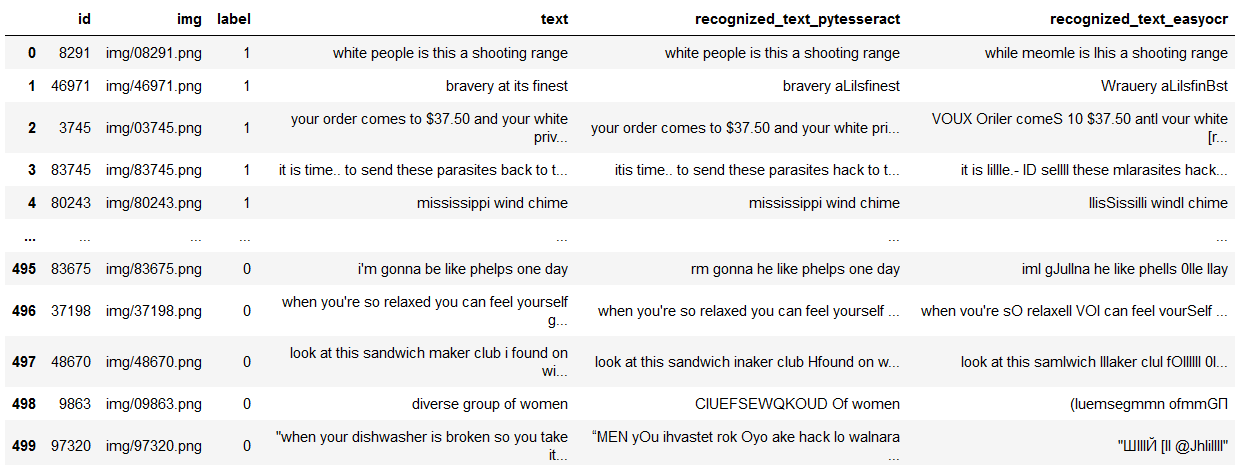 id img label text recognized_text_pytesseract recognized_text_easyocr
0 8291 img/08291.png 1 white people is this a shooting range white people is this a shooting range while meomle is lhis a shooting range
1 46971 img/46971.png 1 bravery at its finest bravery aLilsfinest Wrauery aLilsfinBst
2 3745 img/03745.png 1 your order comes to $37.50 and your white priv... your order comes to $37.50 and your white pri... VOUX Oriler comeS 10 $37.50 antl vour white [r...
3 83745 img/83745.png 1 it is time.. to send these parasites back to t... itis time.. to send these parasites hack to t... it is lillle.- ID sellll these mlarasites hack...
4 80243 img/80243.png 1 mississippi wind chime mississippi wind chime llisSissilli windl chime
... ... ... ... ... ... ...
495 83675 img/83675.png 0 i'm gonna be like phelps one day rm gonna he like phelps one day iml gJullna he like phells 0lle llay
496 37198 img/37198.png 0 when you're so relaxed you can feel yourself g... when you're so relaxed you can feel yourself ... when vou're sO relaxell VOI can feel vourSelf ...
497 48670 img/48670.png 0 look at this sandwich maker club i found on wi... look at this sandwich inaker club Hfound on w... look at this samlwich lllaker clul fOllllll 0l...
498 9863 img/09863.png 0 diverse group of women CIUEFSEWQKOUD Of women (luemsegmmn ofmmGП
499 97320 img/97320.png 0 "when your dishwasher is broken so you take it... “MEN yOu ihvastet rok Oyo ake hack lo walnara ... "ШlllЙ [ll @Jhlillll"